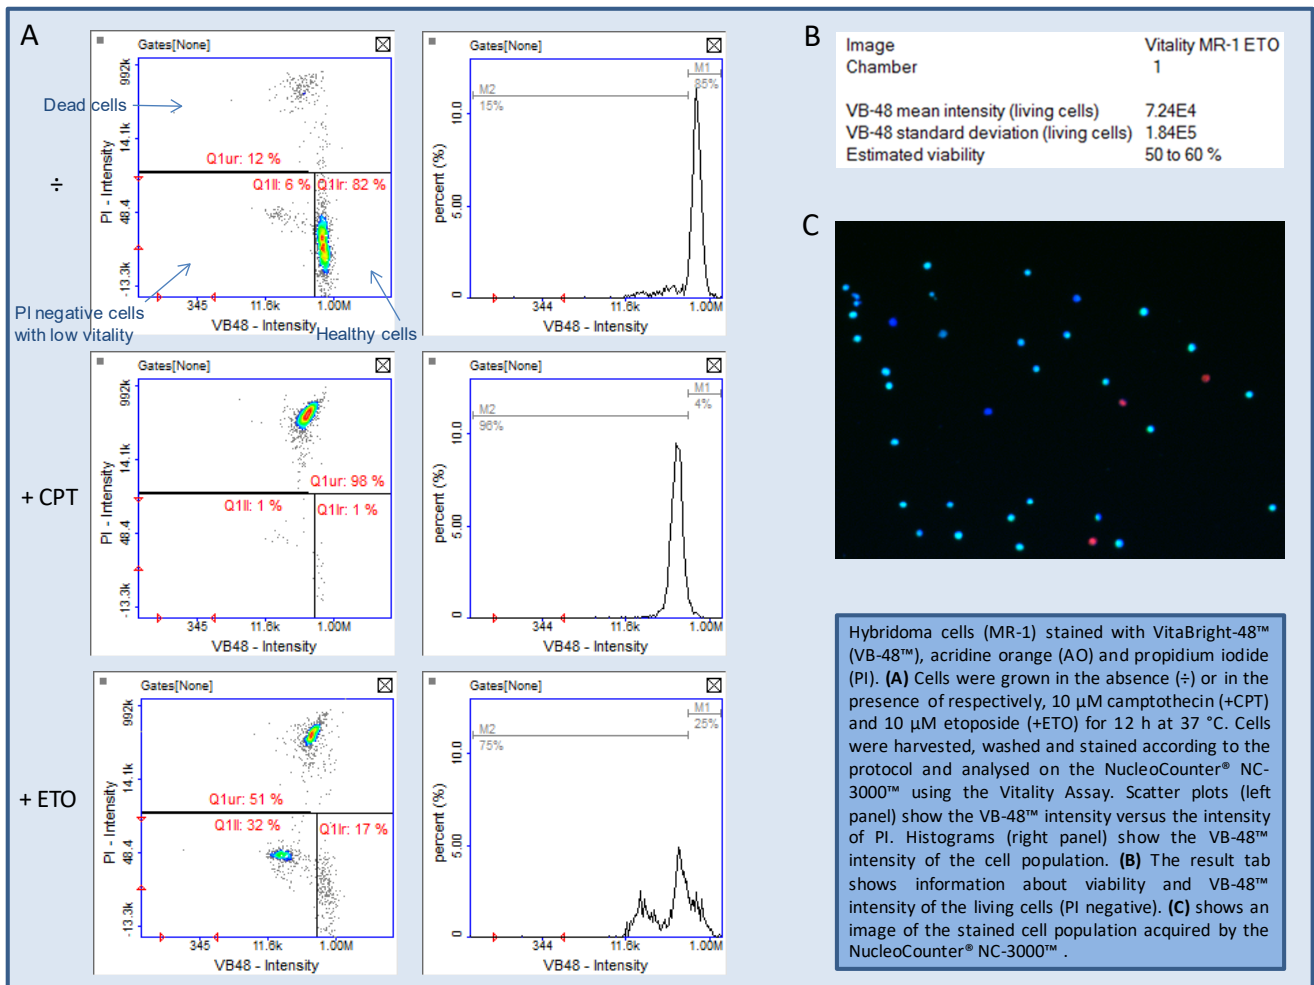 A
Gates[None]
992k
14.1k
48.4
-13.3k
PI - Intensity
Dead cells
Q1ur: 12 %
Q1ll: 6 %
Q1lr: 82 %
÷
345
11.6k
1.00M
VB48 - Intensity
PI negative cells
with low vitality
Healthy cells
Gates[None]
M1
85%
M2
15%
10.0
5.00
0
percent (%)
344
11.6k
1.00M
VB48 - Intensity
+ CPT
Gates[None]
992k
14.1k
48.4
-13.3k
PI - Intensity
Q1ur: 98 %
Q1ll: 1 %
Q1lr: 1 %
345
11.6k
1.00M
VB48 - Intensity
Gates[None]
M1
4%
M2
96%
10.0
5.00
0
percent (%)
344
11.6k
1.00M
VB48 - Intensity
+ ETO
Gates[None]
992k
14.1k
48.4
-13.3k
PI - Intensity
Q1ur: 51 %
Q1ll: 32 %
Q1lr: 17 %
345
11.6k
1.00M
VB48 - Intensity
Gates[None]
M1
25%
M2
75%
10.0
5.00
0
percent (%)
344
11.6k
1.00M
VB48 - Intensity
B
Image Vitality MR-1 ETO
Chamber 1
VB-48 mean intensity (living cells) 7.24E4
VB-48 standard deviation (living cells) 1.84E5
Estimated viability 50 to 60 %
C
Hybridoma cells (MR-1) stained with VitaBright-48™
(VB-48™), acridine orange (AO) and propidium iodide
(PI). (A) Cells were grown in the absence (÷) or in the
presence of respectively, 10 µM camptothecin (+CPT)
and 10 µM etoposide (+ETO) for 12 h at 37 °C. Cells
were harvested, washed and stained according to the
protocol and analysed on the NucleoCounter® NC-
3000™ using the Vitality Assay. Scatter plots (left
panel) show the VB-48™ intensity versus the intensity
of PI. Histograms (right panel) show the VB-48™
intensity of the cell population. (B) The result tab
shows information about viability and VB-48™
intensity of the living cells (PI negative). (C) shows an
image of the stained cell population acquired by the
NucleoCounter® NC-3000™ .